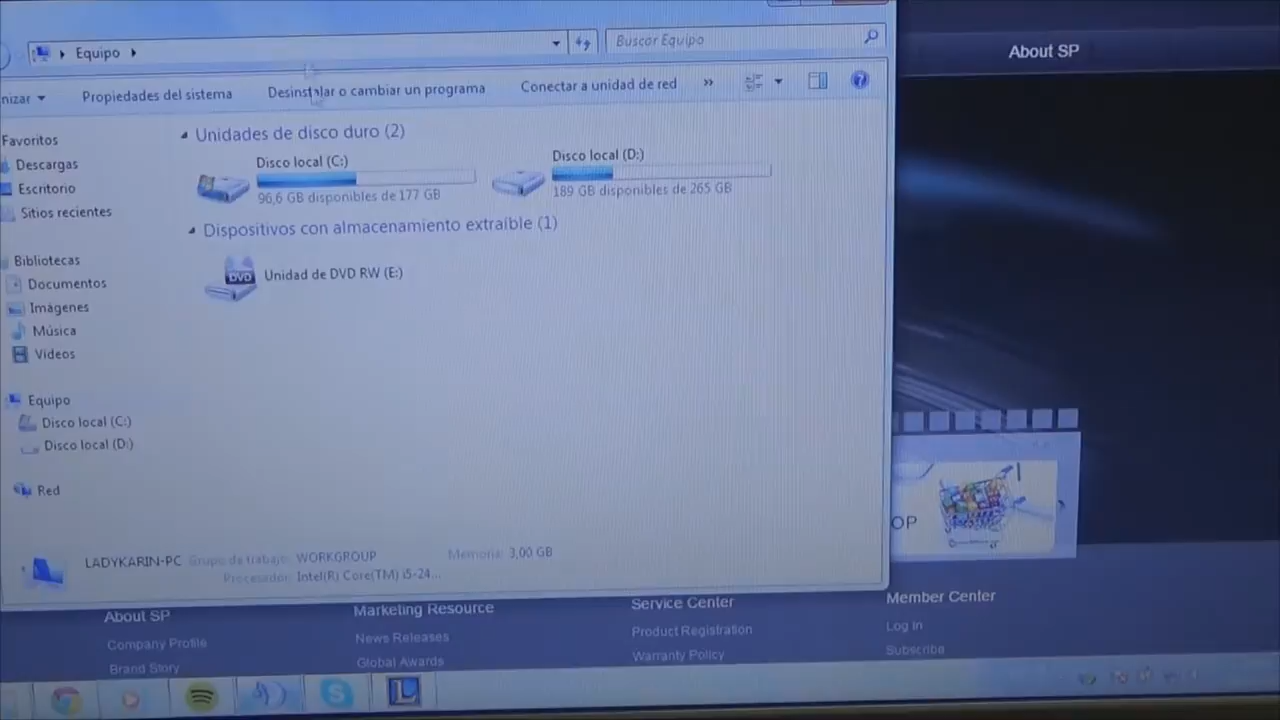 Equipo
Buscar Equipo
About SP
nizar
Propiedades del sistema
Desinstalar o cambiar un programa
Conectar a unidad de red
»
Favoritos
Descargas
Escritorio
Sitios recientes
Bibliotecas
Documentos
Imágenes
Música
Vídeos
Equipo
Disco local (C:)
Disco local (D:)
Red
Unidades de disco duro (2)
Disco local (C:)
96,6 GB disponibles de 177 GB
Disco local (D:)
189 GB disponibles de 265 GB
Dispositivos con almacenamiento extraíble (1)
DVD
Unidad de DVD RW (E:)
OP
LADYKARIN-PC Grupo de trabajo: WORKGROUP Memoria: 3,00 GB
Procesador: Intel(R) Core(TM) i5-24...
About SP
Company Profile
Brand Story
Marketing Resource
News Releases
Global Awards
Service Center
Product Registration
Warranty Policy
Member Center
Log In
Subscribe